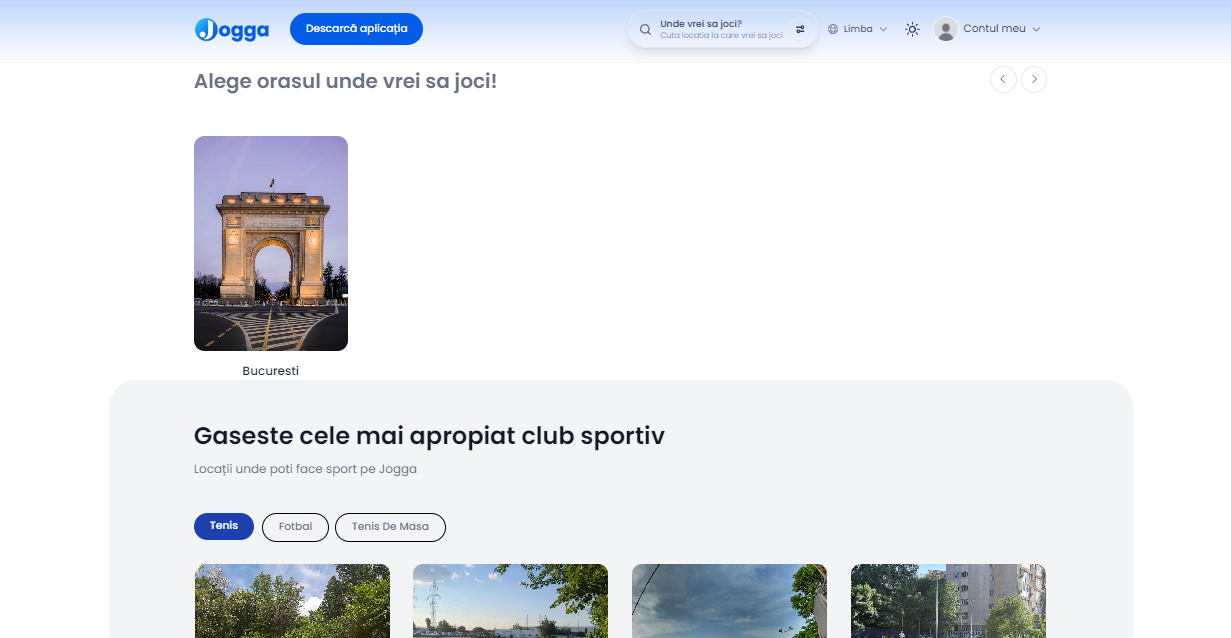 Jogga
Descarcă aplicația
Unde vrei sa joci?
Cuta locatia la care vrei sa joci
Limba
Contul meu
Alege orasul unde vrei sa joci!
Bucuresti
Gaseste cele mai apropiat club sportiv
Locații unde poti face sport pe Jogga
Tenis
Fotbal
Tenis De Masa